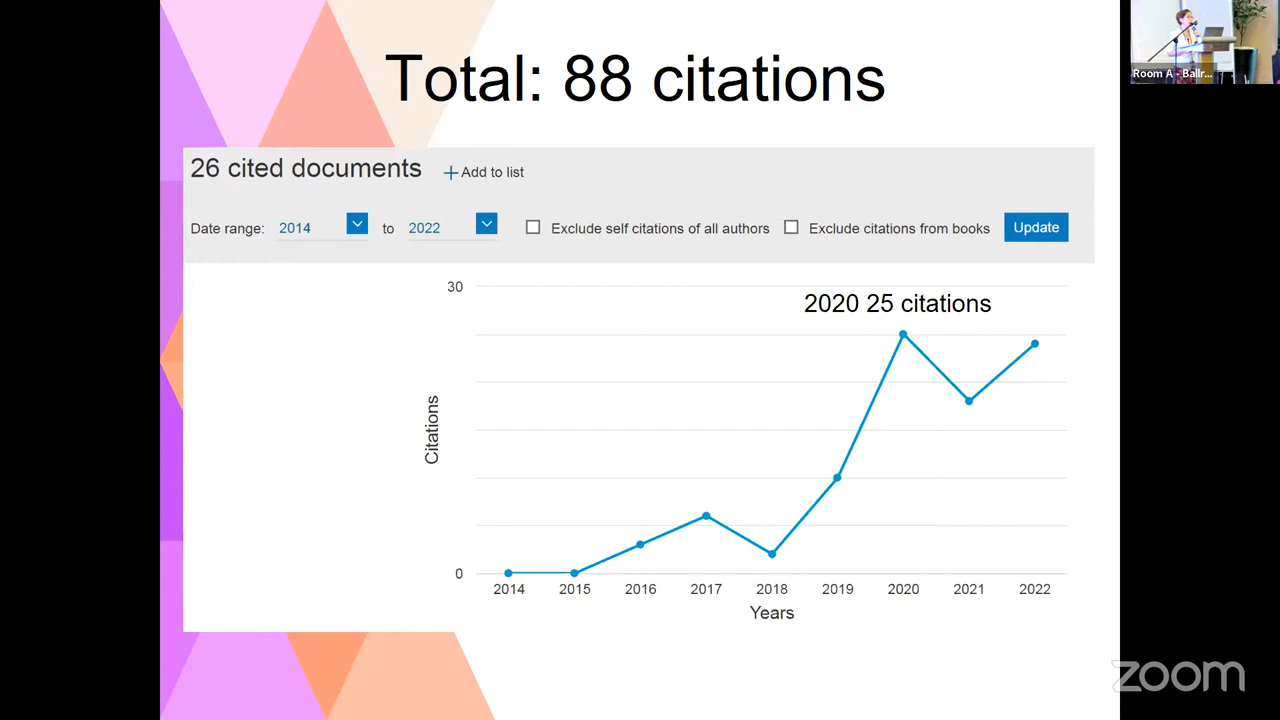 Total: 88 citations
Room A - Ballr...
26 cited documents
Add to list
Date range: 2014 to 2022 Exclude self citations of all authors Exclude citations from books Update
30
2020 25 citations
Citations
0
2014 2015 2016 2017 2018 2019 2020 2021 2022
Years
zoom